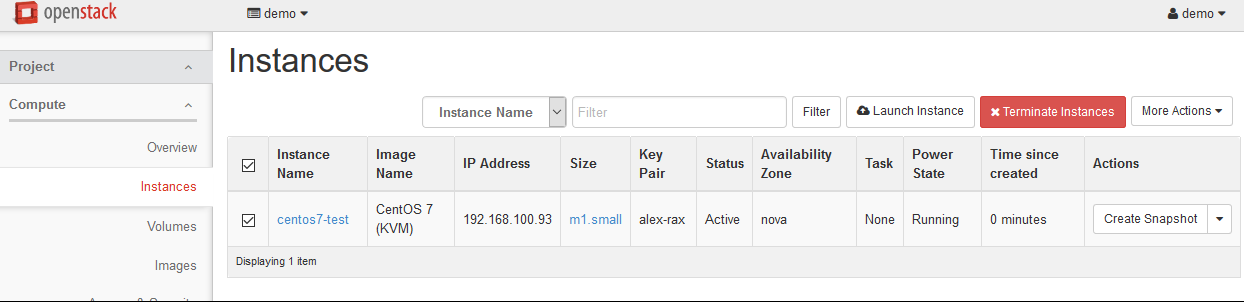 openstack
demo
demo
Project
Instances
Compute
Instance Name
Filter
Filter
Launch Instance
Terminate Instances
More Actions
Overview
Instance Name
Image Name
IP Address
Size
Key Pair
Status
Availability Zone
Task
Power State
Time since created
Actions
Instances
centos7-test
CentOS 7 (KVM)
192.168.100.93
m1.small
alex-rax
Active
nova
None
Running
0 minutes
Create Snapshot
Volumes
Displaying 1 item
Images